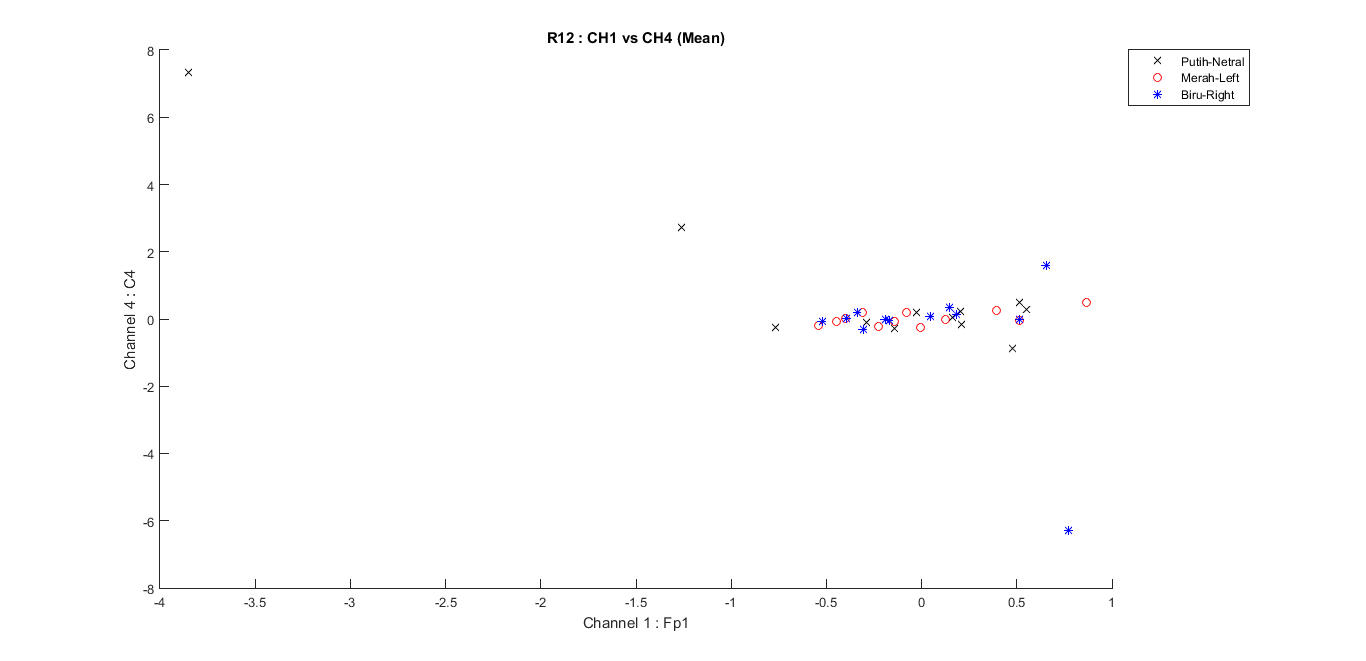 R12 : CH1 vs CH4 (Mean)
Putih-Netral
Merah-Left
Biru-Right
8
6
4
2
0
-2
-4
-6
-8
Channel 4 : C4
-4 -3.5 -3 -2.5 -2 -1.5 -1 -0.5 0 0.5 1
Channel 1 : Fp1